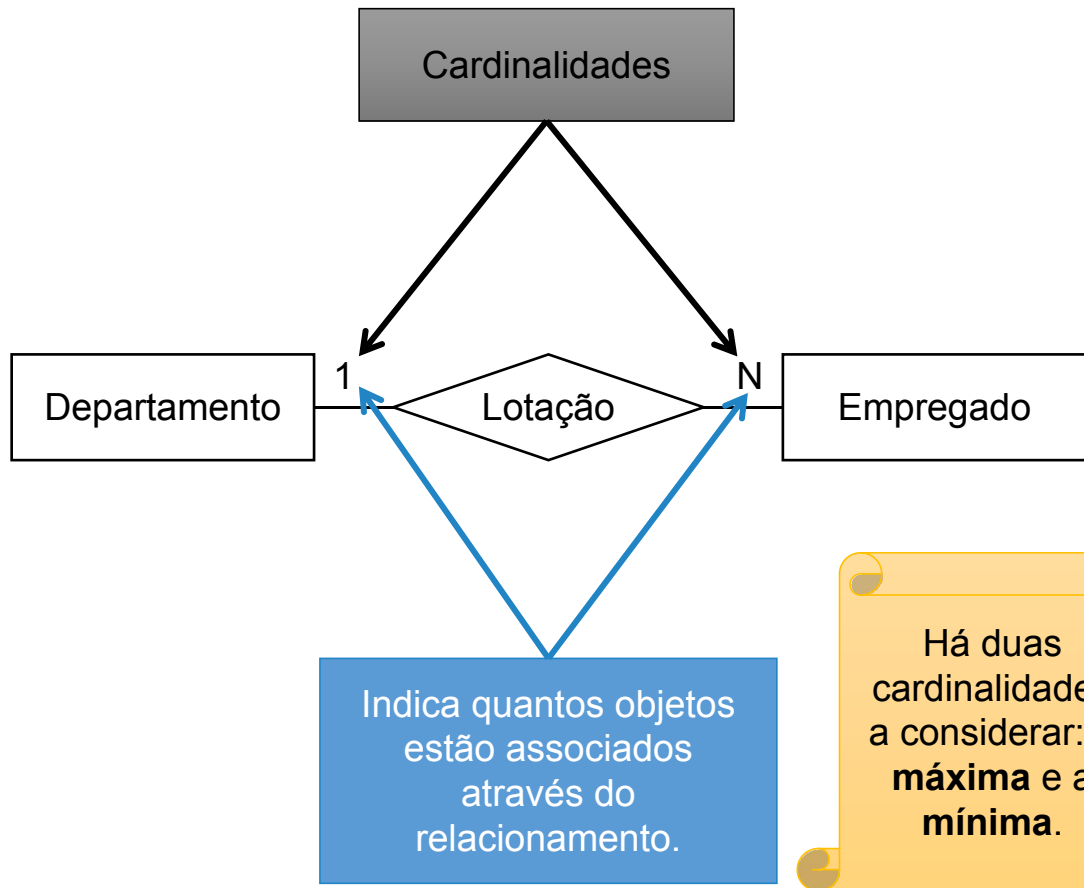 Cardinalidades
1
N
Departamento
Lotação
Empregado
Indica quantos objetos
estão associados
através do
relacionamento.
Há duas
cardinalidade
a considerar:
máxima e a
mínima.